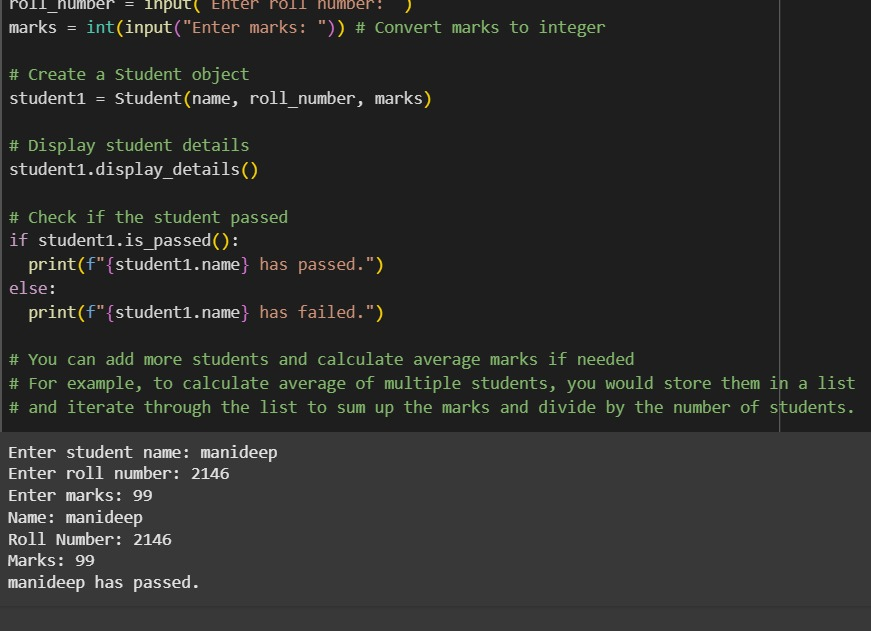 roll_number = input("Enter roll number: ")
marks = int(input("Enter marks: ")) # Convert marks to integer
# Create a Student object
student1 = Student(name, roll_number, marks)
# Display student details
student1.display_details()
# Check if the student passed
if student1.is_passed():
  print(f"{student1.name} has passed.")
else:
  print(f"{student1.name} has failed.")
# You can add more students and calculate average marks if needed
# For example, to calculate average of multiple students, you would store them in a list
# and iterate through the list to sum up the marks and divide by the number of students.
Enter student name: manideep
Enter roll number: 2146
Enter marks: 99
Name: manideep
Roll Number: 2146
Marks: 99
manideep has passed.